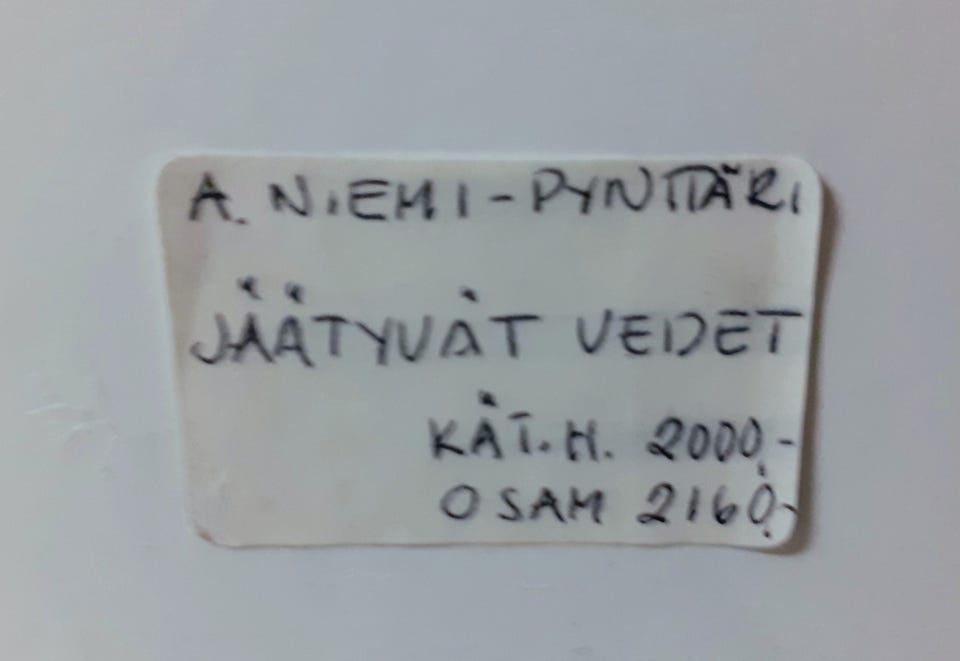 A. NIEMI-PYNTTÄRI
JÄÄTYVÄT VEDET
KÄT.H. 2000,-
OSAM 2160,-